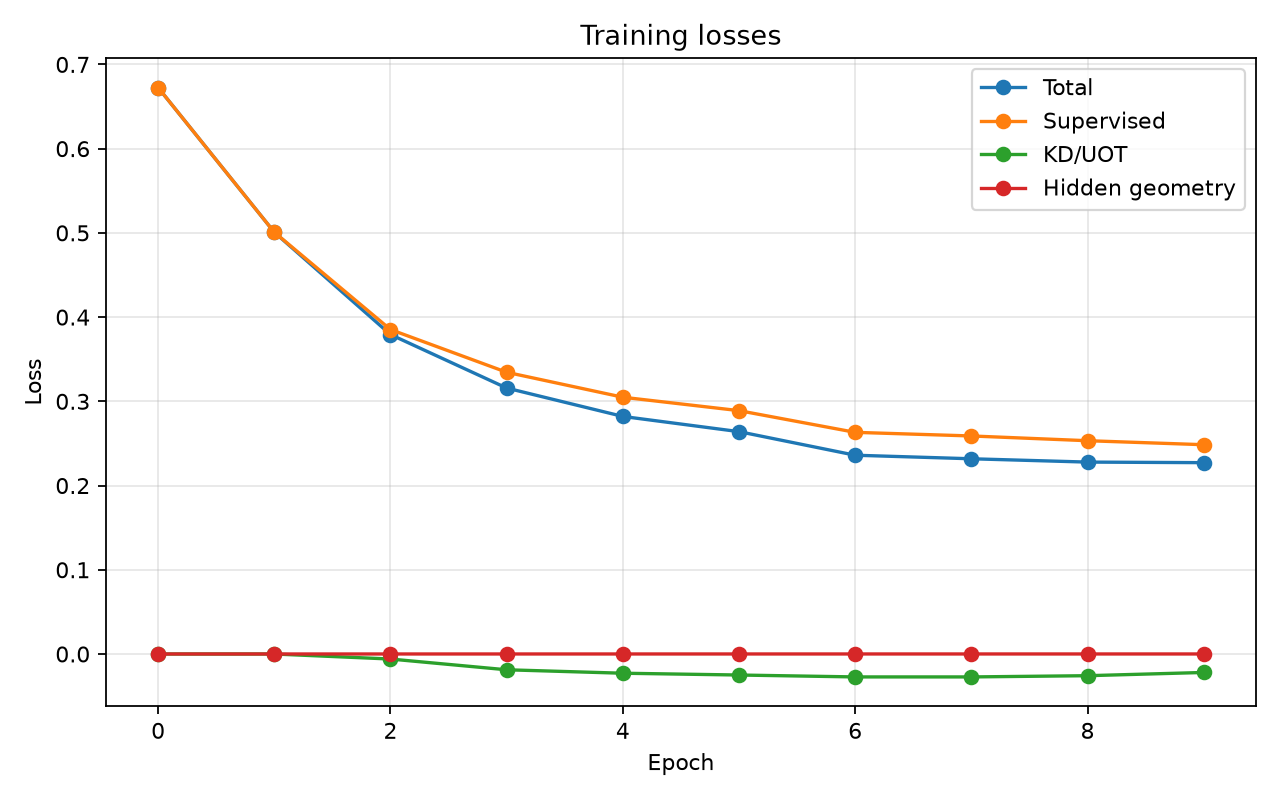 Training losses
Total
Supervised
KD/UOT
Hidden geometry
0.7
0.6
0.5
0.4
0.3
0.2
0.1
0.0
Loss
0 2 4 6 8
Epoch